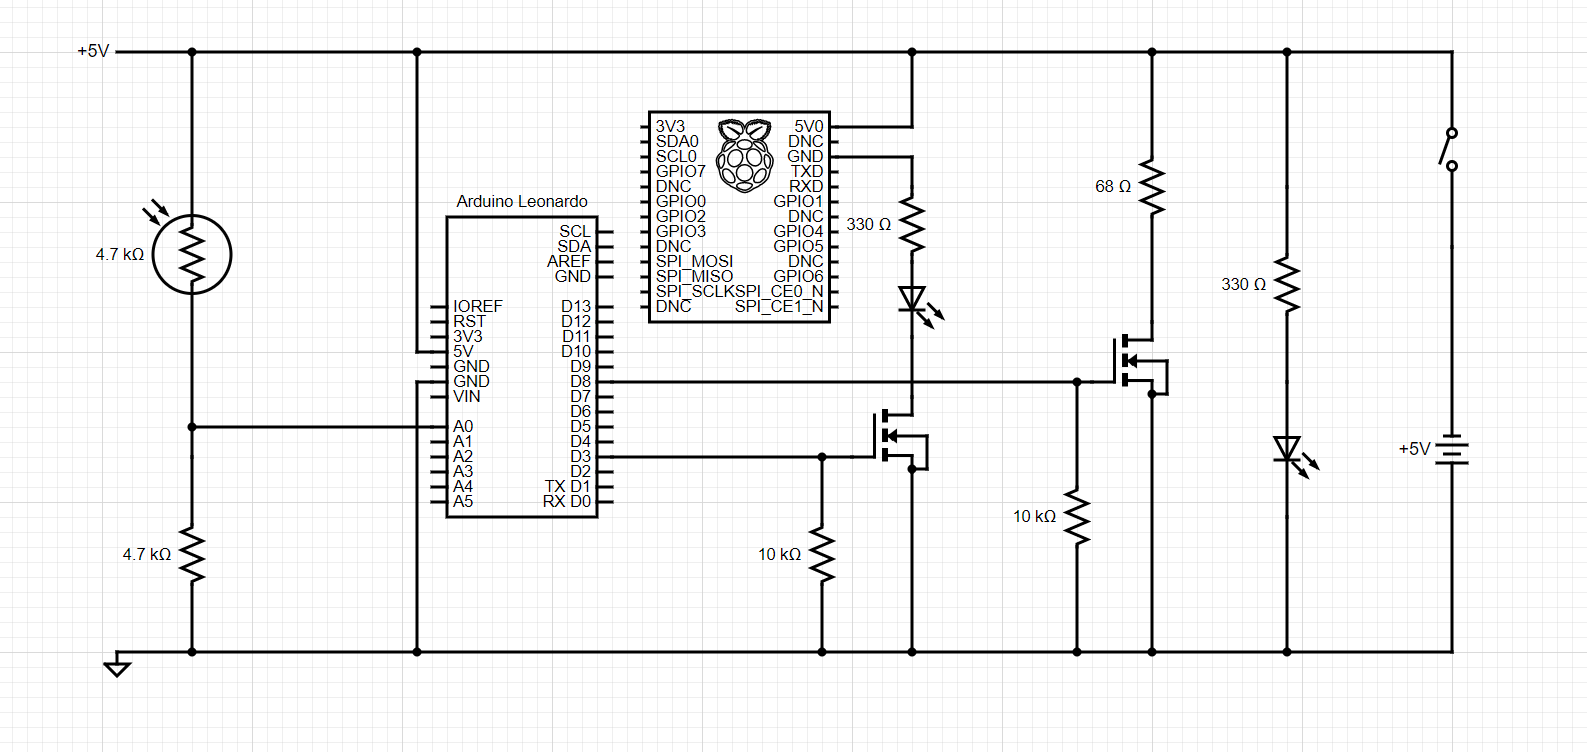 +5V
3V3 5V0
SDA0 DNC
SCL0 GND
GPIO7 TXD
DNC RXD
GPIO0 GPIO1
GPIO2 DNC
GPIO3 GPIO4
DNC GPIO5
SPI_MOSI DNC
SPI_MISO GPIO6
SPI_SCLK SPI_CE0_N
DNC SPI_CE1_N
68 Ω
Arduino Leonardo
330 Ω
SCL
SDA
AREF
GND
IOREF D13
RST D12
3V3 D11
5V D10
GND D9
GND D8
VIN D7
D6
A0 D5
A1 D4
A2 D3
A3 D2
A4 TX D1
A5 RX D0
4.7 kΩ
330 Ω
+5V
10 kΩ
4.7 kΩ
10 kΩ